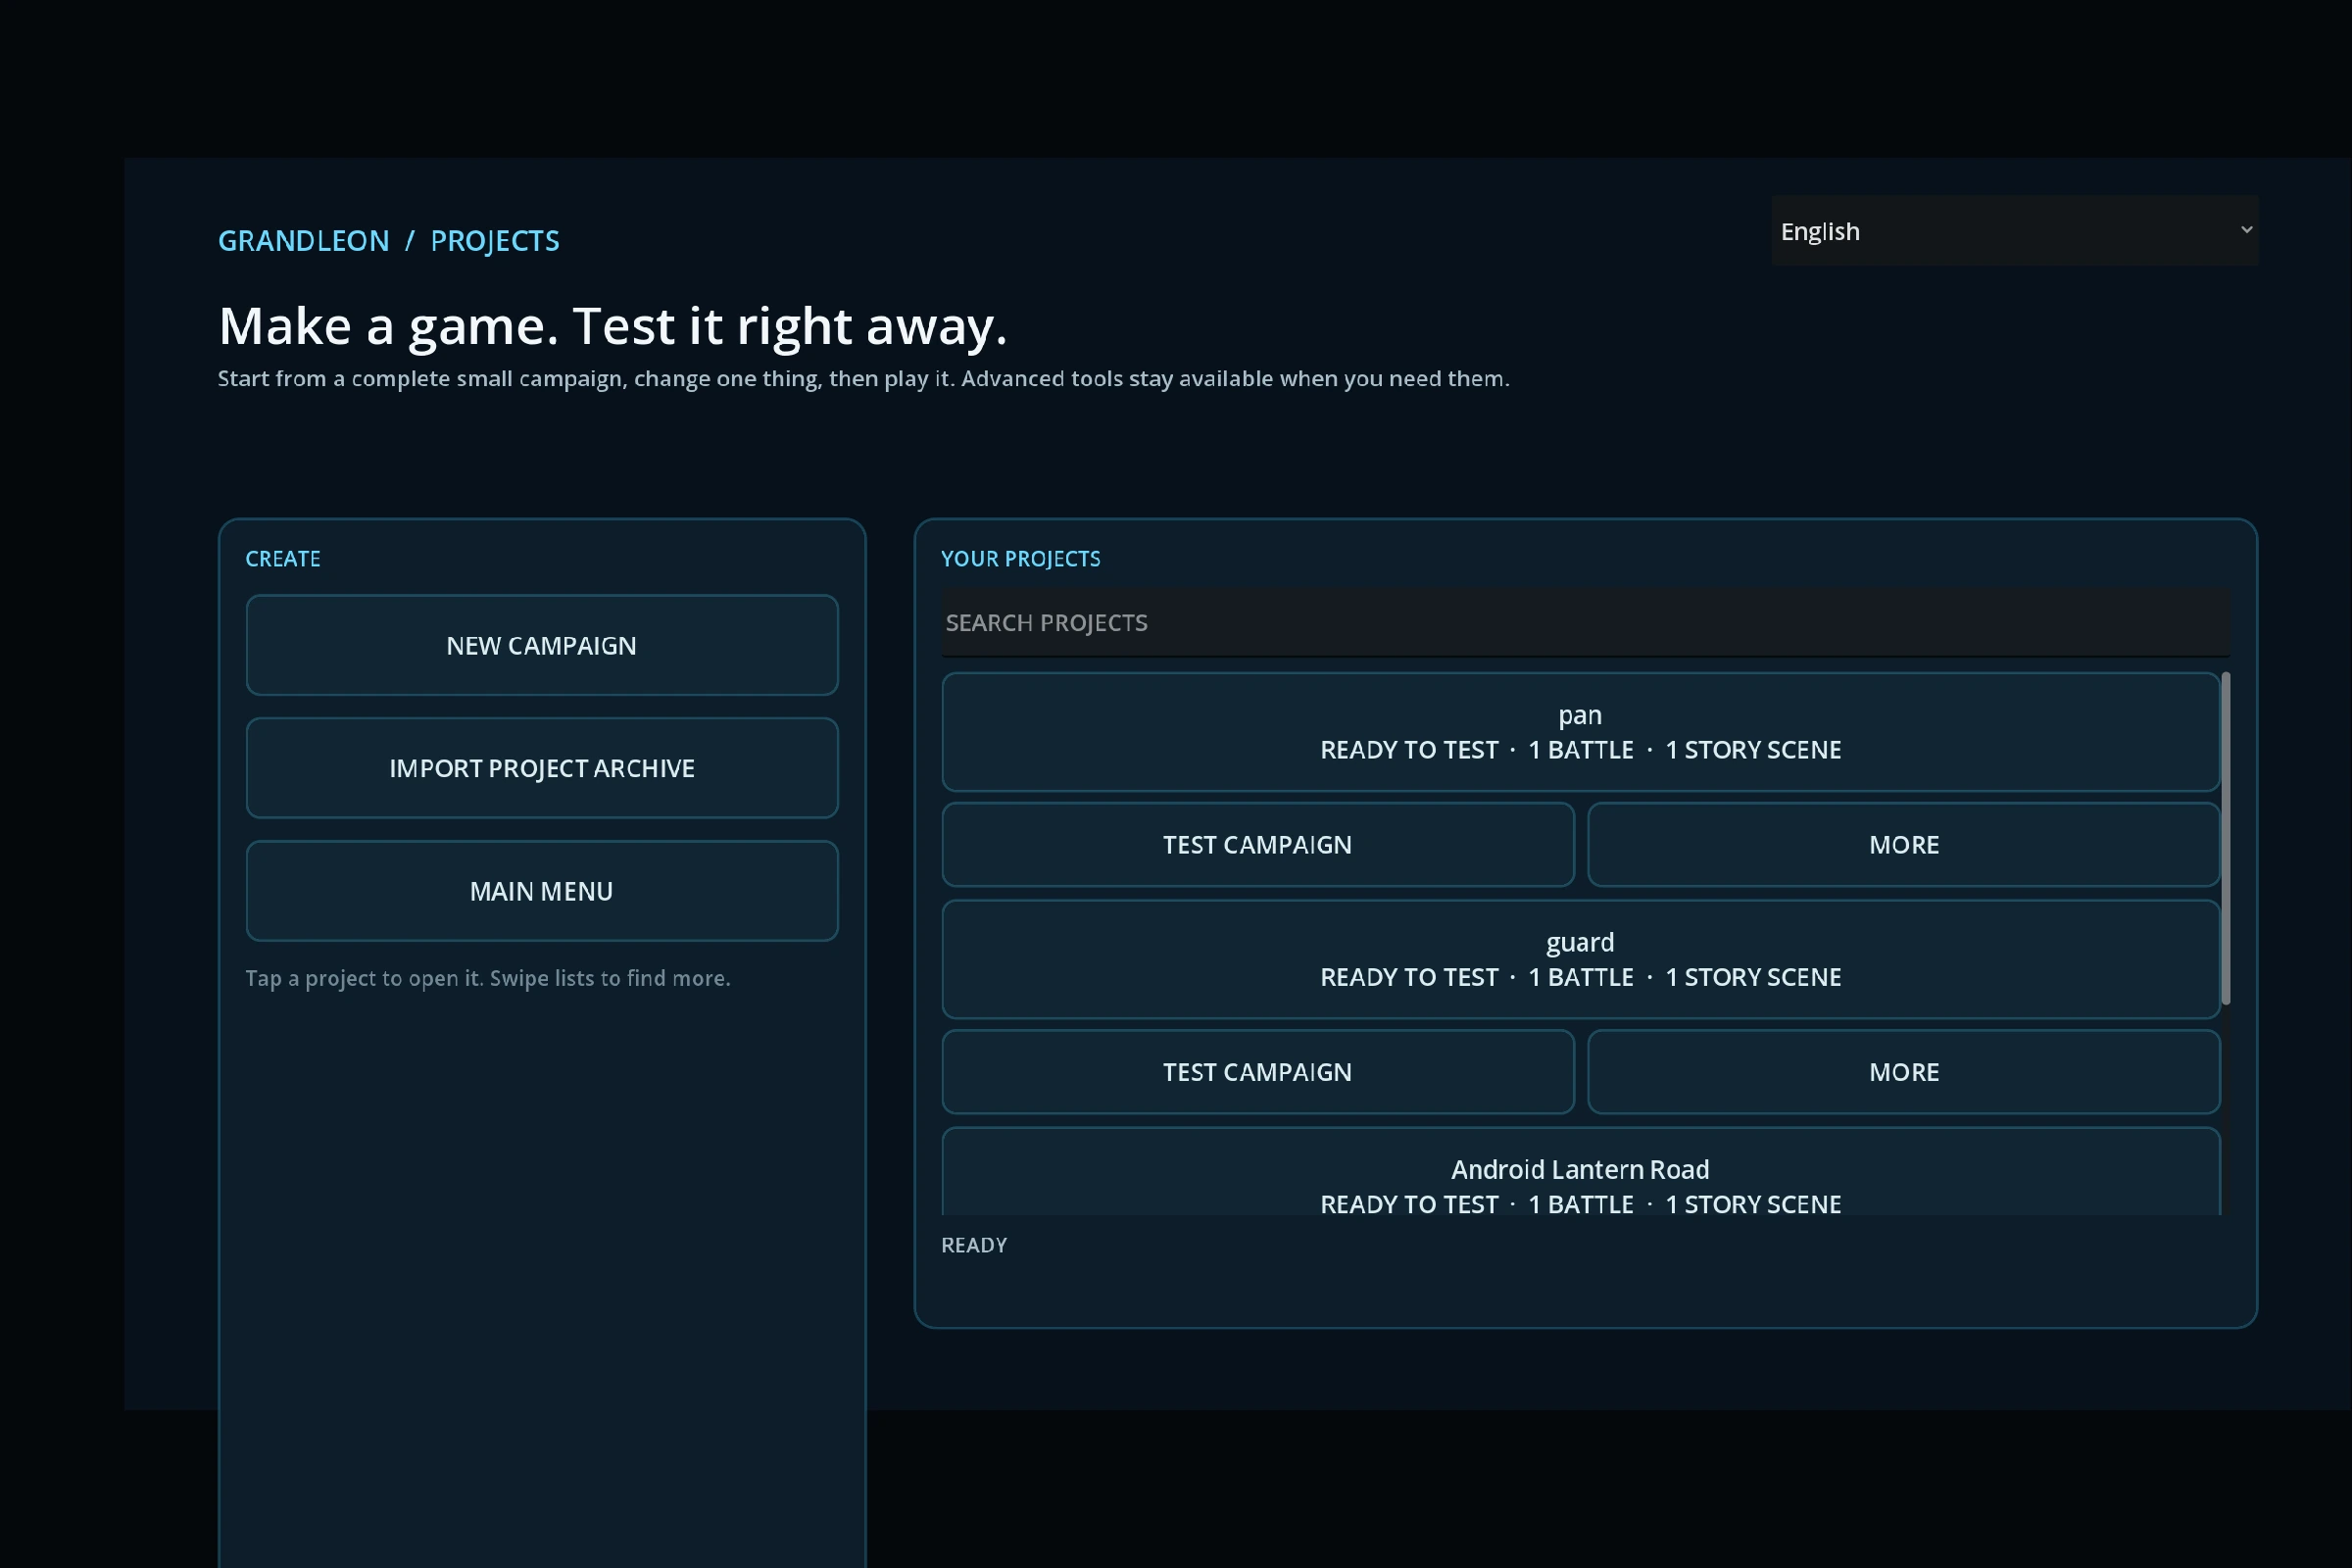 GRANDLEON / PROJECTS
English
Make a game. Test it right away.
Start from a complete small campaign, change one thing, then play it. Advanced tools stay available when you need them.
CREATE
NEW CAMPAIGN
IMPORT PROJECT ARCHIVE
MAIN MENU
Tap a project to open it. Swipe lists to find more.
YOUR PROJECTS
SEARCH PROJECTS
pan
READY TO TEST · 1 BATTLE · 1 STORY SCENE
TEST CAMPAIGN
MORE
guard
READY TO TEST · 1 BATTLE · 1 STORY SCENE
TEST CAMPAIGN
MORE
Android Lantern Road
READY TO TEST · 1 BATTLE · 1 STORY SCENE
READY